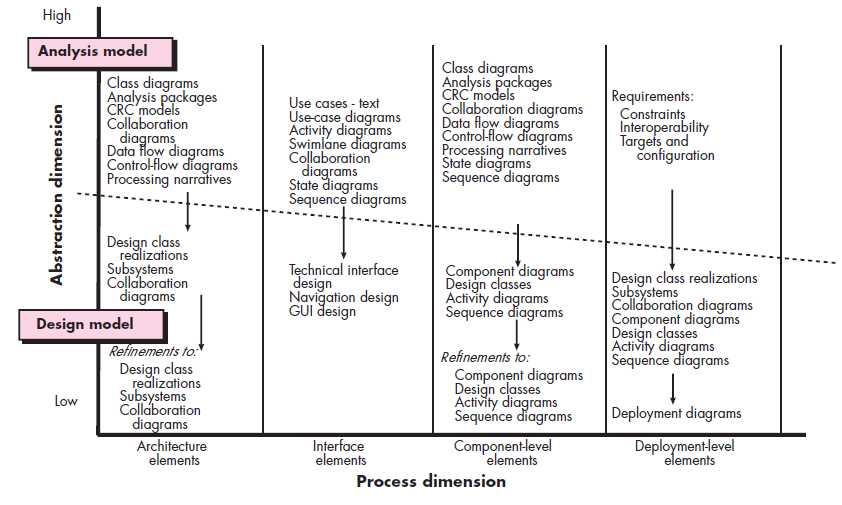 High
Analysis model
Abstraction dimension
Class diagrams
Analysis packages
CRC models
Collaboration
diagrams
Data flow diagrams
Control-flow diagrams
Processing narratives
Design class
realizations
Subsystems
Collaboration
diagrams
Design model
Refinements to:
Design class
realizations
Subsystems
Collaboration
diagrams
Low
Use cases - text
Use-case diagrams
Activity diagrams
Swimlane diagrams
Collaboration
diagrams
State diagrams
Sequence diagrams
Technical interface
design
Navigation design
GUI design
Class diagrams
Analysis packages
CRC models
Collaboration diagrams
Data flow diagrams
Control-flow diagrams
Processing narratives
State diagrams
Sequence diagrams
Component diagrams
Design classes
Activity diagrams
Sequence diagrams
Refinements to:
Component diagrams
Design classes
Activity diagrams
Sequence diagrams
Requirements:
Constraints
Interoperability
Targets and
configuration
Design class realizations
Subsystems
Collaboration diagrams
Component diagrams
Design classes
Activity diagrams
Sequence diagrams
Deployment diagrams
Architecture
elements
Interface
elements
Component-level
elements
Deployment-level
elements
Process dimension